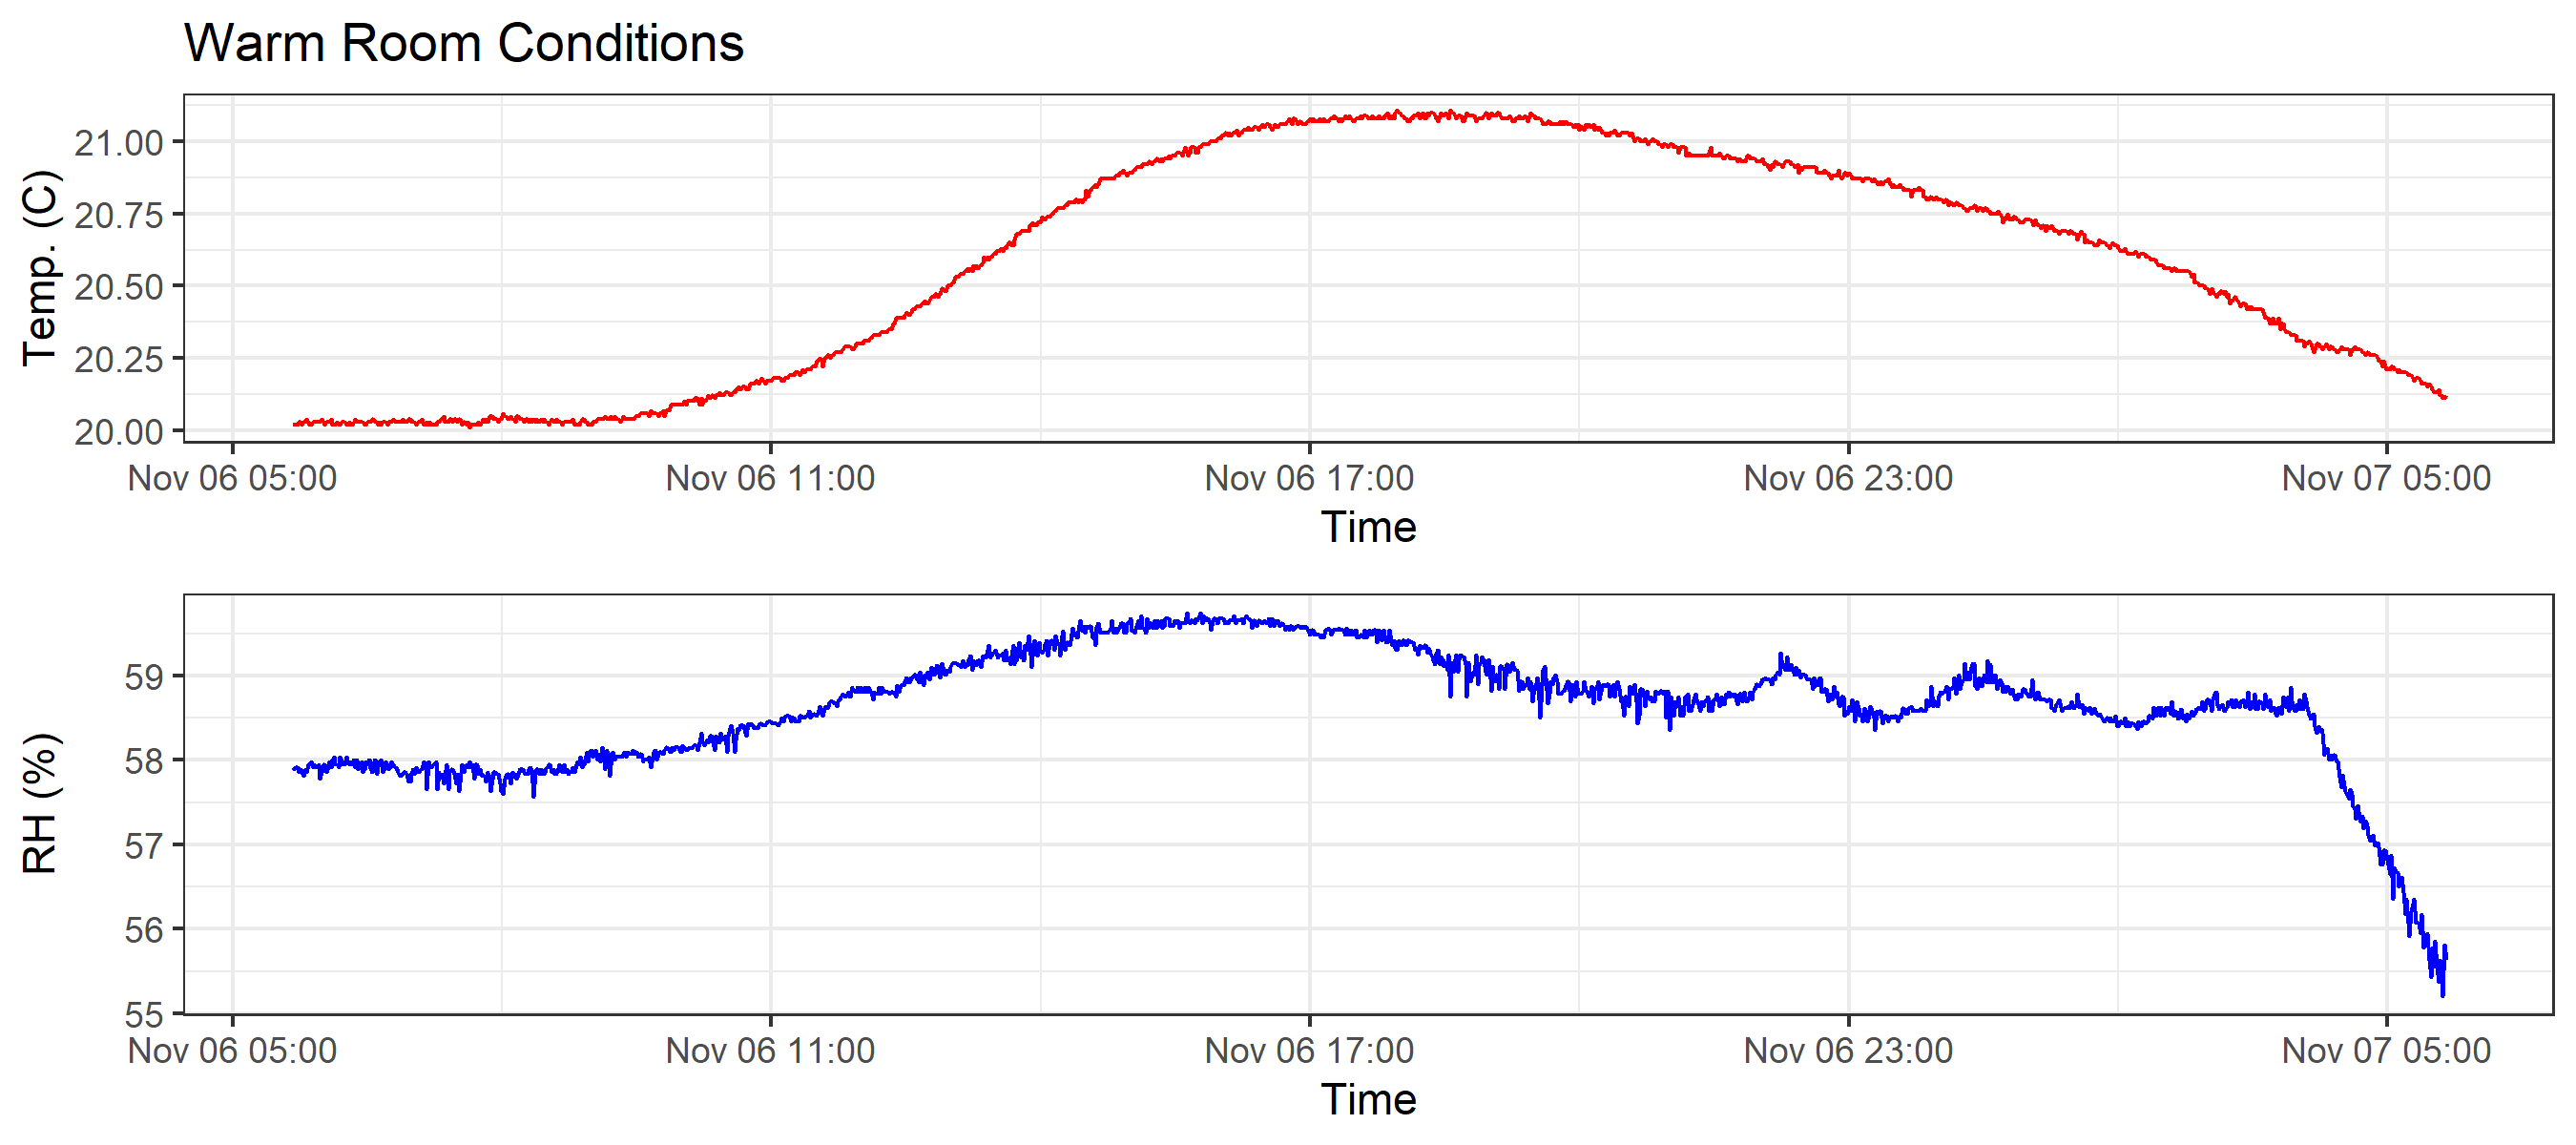 Warm Room Conditions
Temp. (C)
21.00
20.75
20.50
20.25
20.00
Nov 06 05:00 Nov 06 11:00 Nov 06 17:00 Nov 06 23:00 Nov 07 05:00
Time
RH (%)
59
58
57
56
55
Nov 06 05:00 Nov 06 11:00 Nov 06 17:00 Nov 06 23:00 Nov 07 05:00
Time